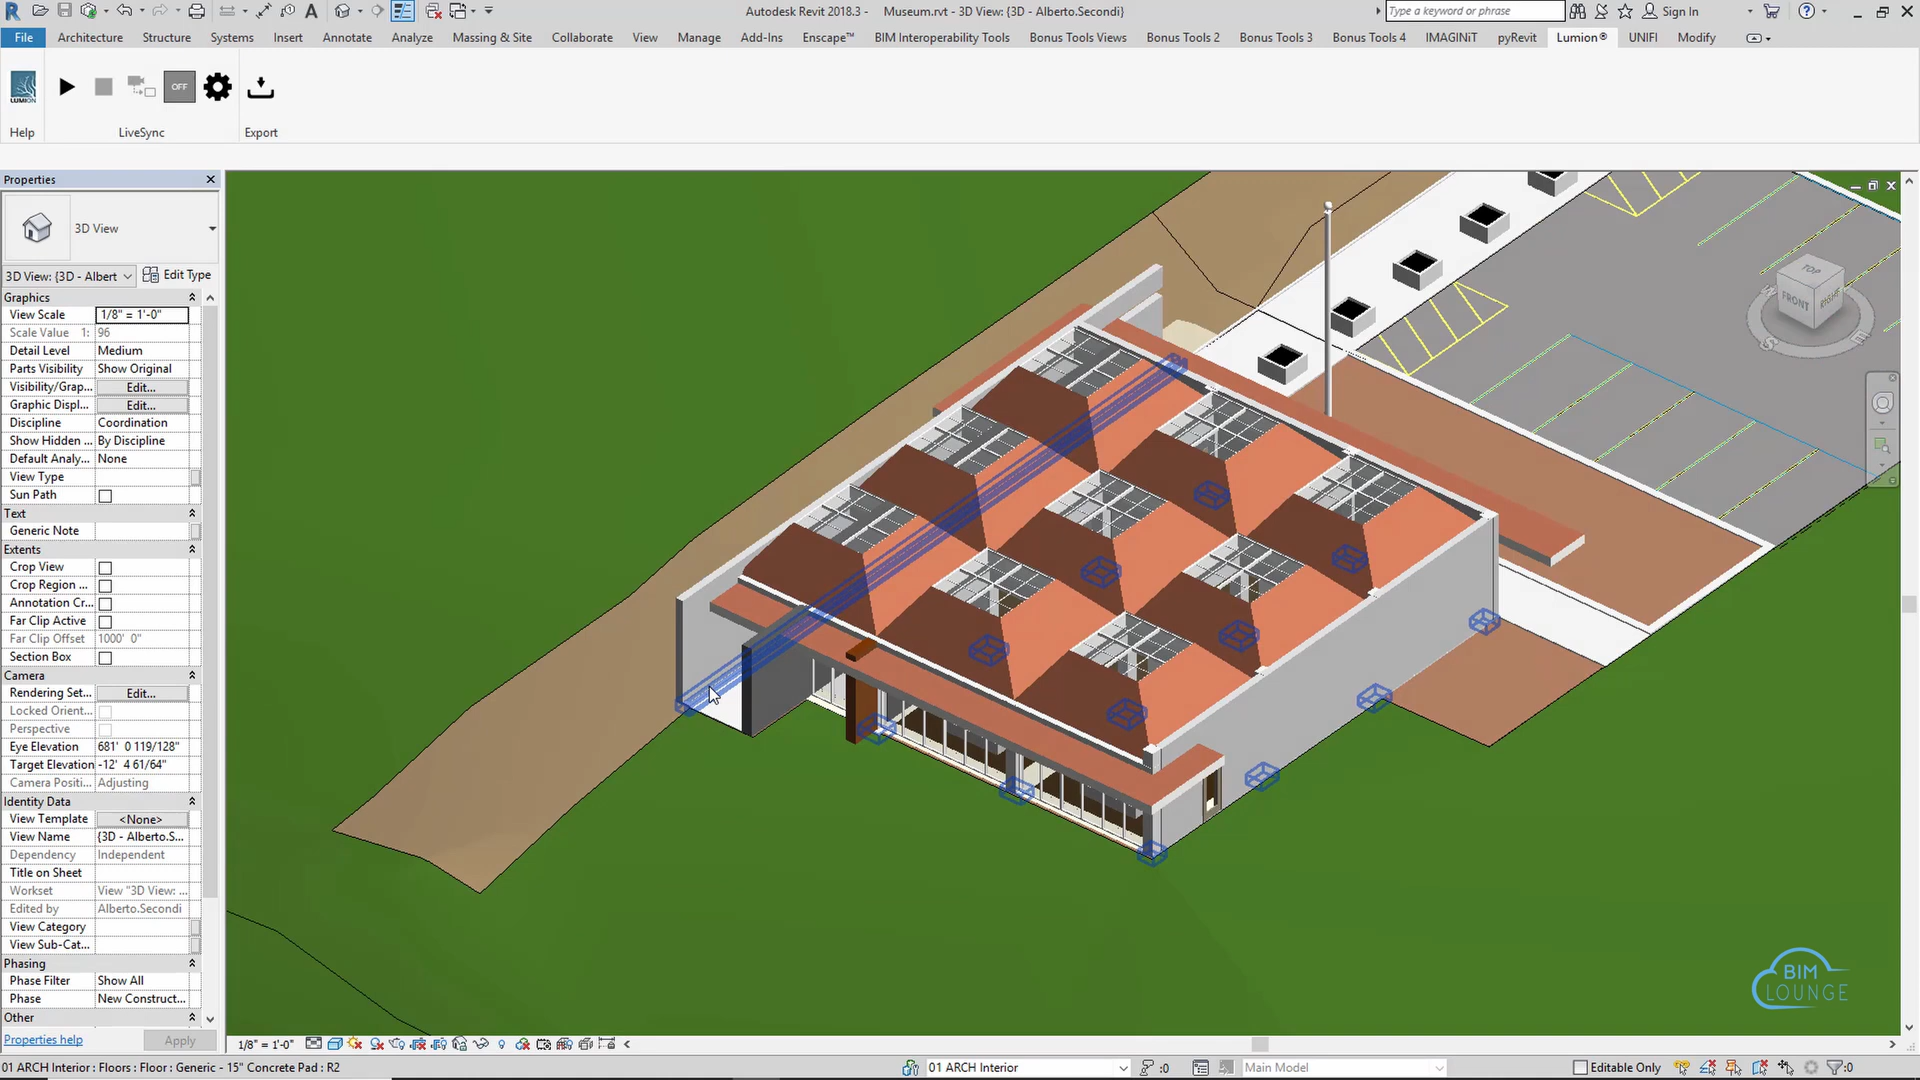 Autodesk Revit 2018.3 - Museum.rvt - 3D View: {3D - Alberto.Secondi}
Type a keyword or phrase
Sign In
File Architecture Structure Systems Insert Annotate Analyze Massing & Site Collaborate View Manage Add-Ins Enscape™ BIM Interoperability Tools Bonus Tools Views Bonus Tools 2 Bonus Tools 3 Bonus Tools 4 IMAGINiT pyRevit Lumion® UNIFI Modify
LUMION
OFF
Help LiveSync Export
Properties
3D View
3D View: {3D - Albert Edit Type
Graphics
View Scale 1/8" = 1'-0"
Scale Value 1: 96
Detail Level Medium
Parts Visibility Show Original
Visibility/Grap... Edit...
Graphic Displ... Edit...
Discipline Coordination
Show Hidden ... By Discipline
Default Analy... None
View Type
Sun Path
Text
Generic Note
Extents
Crop View
Crop Region ...
Annotation Cr...
Far Clip Active
Far Clip Offset 1000' 0"
Section Box
Camera
Rendering Set... Edit...
Locked Orient...
Perspective
Eye Elevation 681' 0 119/128"
Target Elevation -12' 4 61/64"
Camera Positi... Adjusting
Identity Data
View Template <None>
View Name {3D - Alberto.S...
Dependency Independent
Title on Sheet
Workset View "3D View: ...
Edited by Alberto.Secondi
View Category
View Sub-Cat...
Phasing
Phase Filter Show All
Phase New Construct...
Other
Properties help Apply
TOP
FRONT RIGHT
S E
BIM
LOUNGE
1/8" = 1'-0"
01 ARCH Interior : Floors : Floor : Generic - 15" Concrete Pad : R2
01 ARCH Interior :0 Main Model Editable Only :0